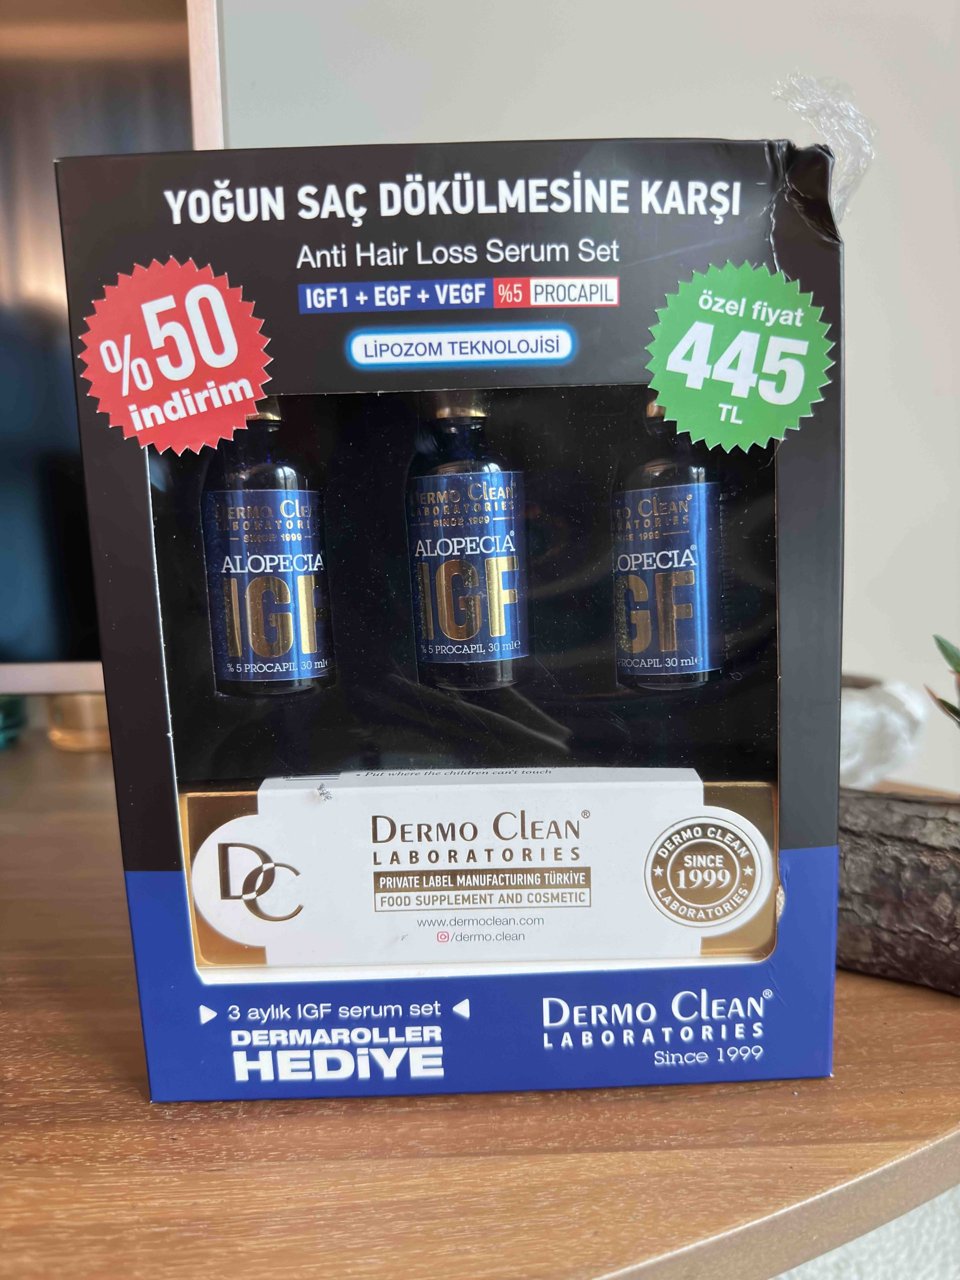 YOĞUN SAÇ DÖKÜLMESİNE KARŞI
Anti Hair Loss Serum Set
IGF1 + EGF + VEGF %5 PROCAPIL
LİPOZOM TEKNOLOJİSİ
%50
indirim
özel fiyat
445
TL
DERMO CLEAN
LABORATORIES
SINCE 1999
ALOPECIA
IGF
% 5 PROCAPIL 30 ml℮
DERMO CLEAN®
LABORATORIES
SINCE 1999
ALOPECIA®
IGF
% 5 PROCAPIL 30 ml℮
DERMO CLEAN®
LABORATORIES
SINCE 1999
LOPECIA®
GF
PROCAPIL 30 ml℮
• Put where the children can't touch
DC
DERMO CLEAN®
LABORATORIES
PRIVATE LABEL MANUFACTURING TÜRKİYE
FOOD SUPPLEMENT AND COSMETIC
www.dermoclean.com
/dermo.clean
DERMO CLEAN
SINCE
1999
LABORATORIES
3 aylık IGF serum set
DERMAROLLER
HEDİYE
DERMO CLEAN®
LABORATORIES
Since 1999